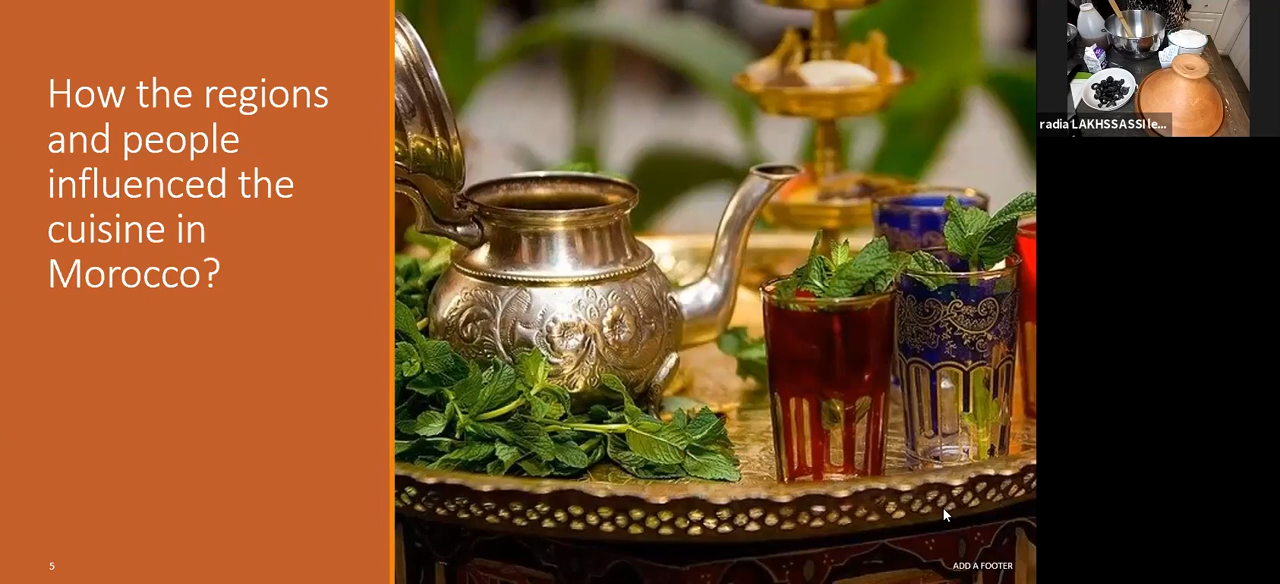 How the regions
and people
influenced the
cuisine in
Morocco?
radia LAKHSSASSI le...
5
ADD A FOOTER